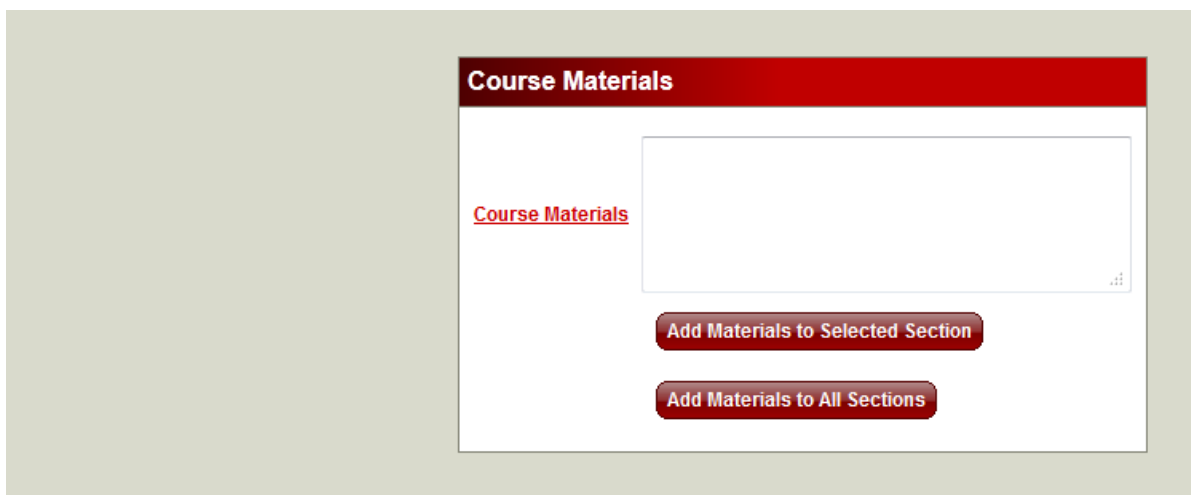 Course Materials
Course Materials
Add Materials to Selected Section
Add Materials to All Sections